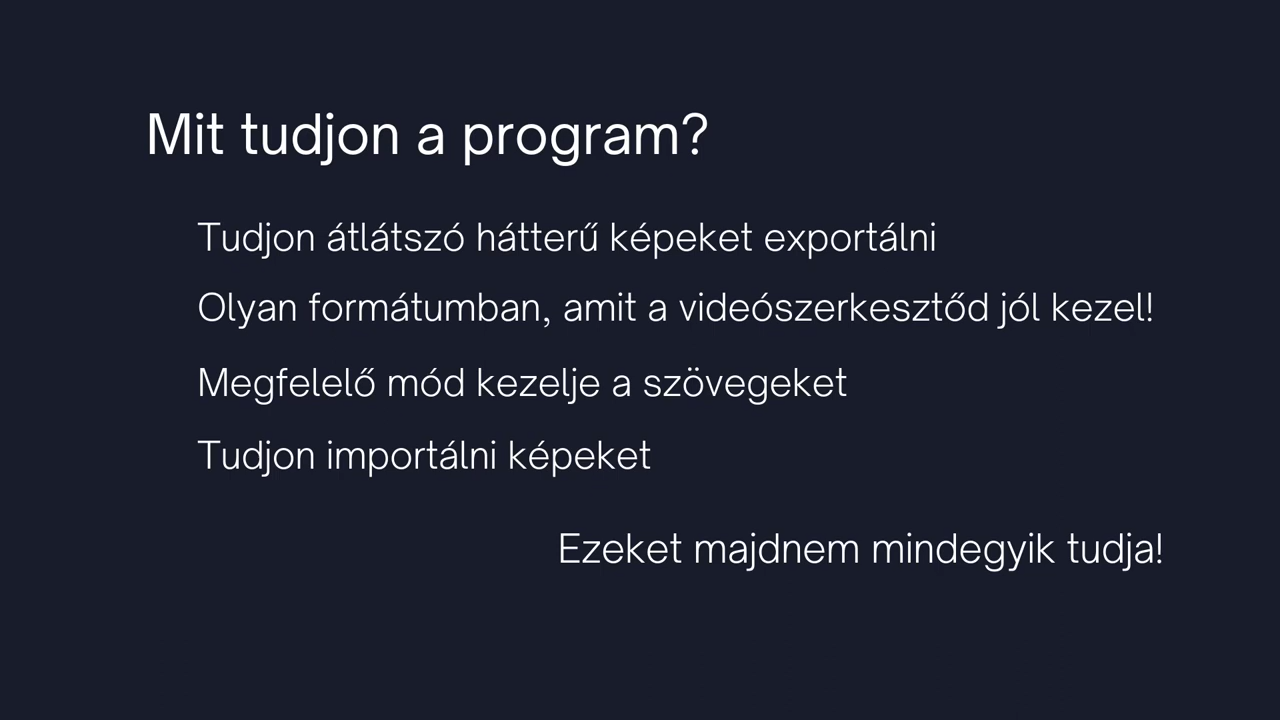 Mit tudjon a program?
Tudjon átlátszó hátterű képeket exportálni
Olyan formátumban, amit a videószerkesztőd jól kezel!
Megfelelő mód kezelje a szövegeket
Tudjon importálni képeket
Ezeket majdnem mindegyik tudja!